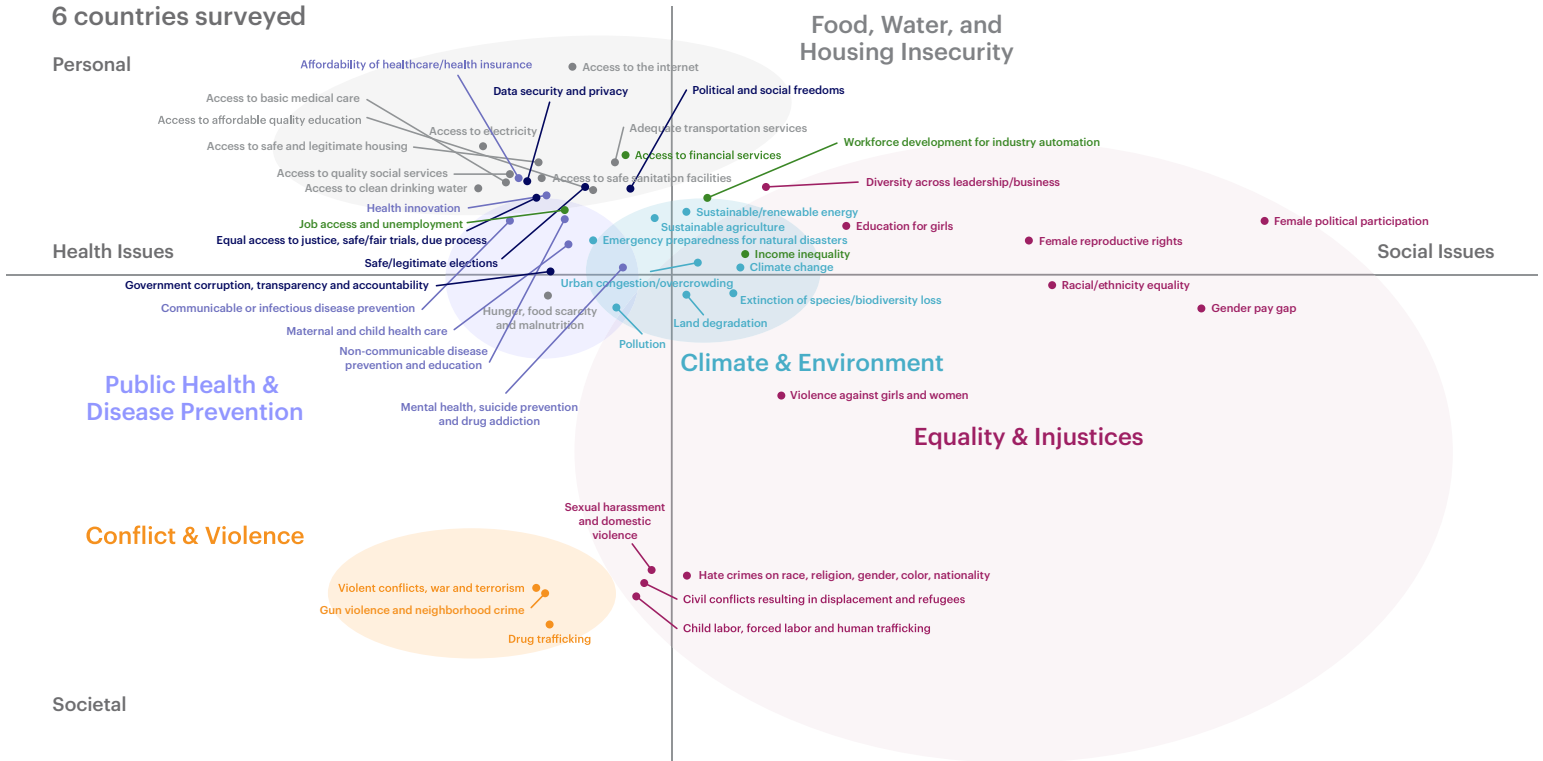 6 countries surveyed
Food, Water, and
Housing Insecurity
Personal
Affordability of healthcare/health insurance
Access to the internet
Data security and privacy
Political and social freedoms
Access to basic medical care
Access to affordable quality education
Access to electricity
Adequate transportation services
Access to safe and legitimate housing
Access to financial services
Workforce development for industry automation
Access to quality social services
Access to safe sanitation facilities
Diversity across leadership/business
Access to clean drinking water
Health innovation
Sustainable/renewable energy
Job access and unemployment
Sustainable agriculture
Education for girls
Female political participation
Equal access to justice, safe/fair trials, due process
Emergency preparedness for natural disasters
Female reproductive rights
Health Issues
Income inequality
Social Issues
Safe/legitimate elections
Climate change
Government corruption, transparency and accountability
Urban congestion/overcrowding
Racial/ethnicity equality
Extinction of species/biodiversity loss
Communicable or infectious disease prevention
Hunger, food scarcity
and malnutrition
Gender pay gap
Land degradation
Maternal and child health care
Pollution
Non-communicable disease
prevention and education
Climate & Environment
Public Health &
Disease Prevention
Violence against girls and women
Mental health, suicide prevention
and drug addiction
Equality & Injustices
Sexual harassment
and domestic
violence
Conflict & Violence
Hate crimes on race, religion, gender, color, nationality
Violent conflicts, war and terrorism
Civil conflicts resulting in displacement and refugees
Gun violence and neighborhood crime
Child labor, forced labor and human trafficking
Drug trafficking
Societal